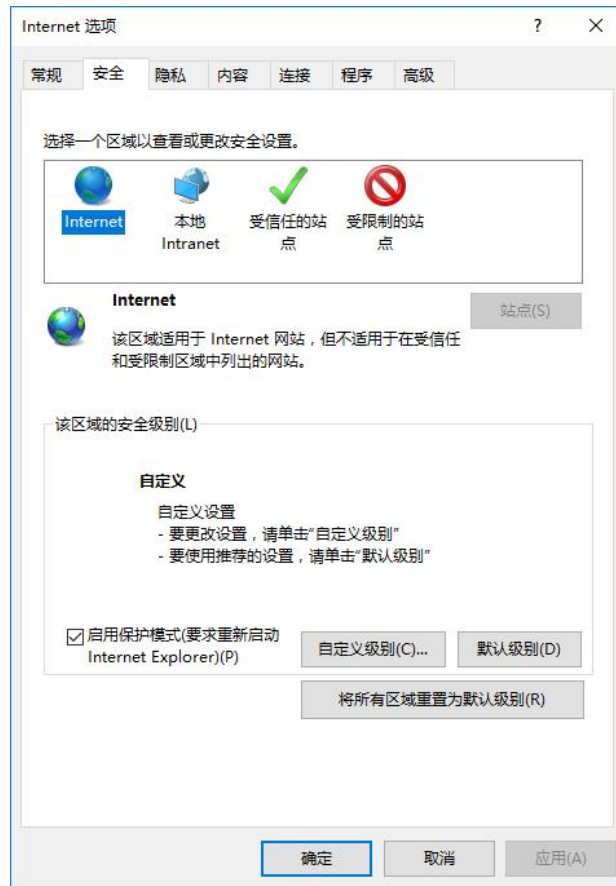 Internet 选项
?
常规 安全 隐私 内容 连接 程序 高级
选择一个区域以查看或更改安全设置。
Internet
本地
Intranet
受信任的站
点
受限制的站
点
Internet
站点(S)
该区域适用于 Internet 网站，但不适用于在受信任
和受限制区域中列出的网站。
该区域的安全级别(L)
自定义
自定义设置
- 要更改设置，请单击“自定义级别”
- 要使用推荐的设置，请单击“默认级别”
启用保护模式(要求重新启动
Internet Explorer)(P)
自定义级别(C)... 默认级别(D)
将所有区域重置为默认级别(R)
确定 取消 应用(A)